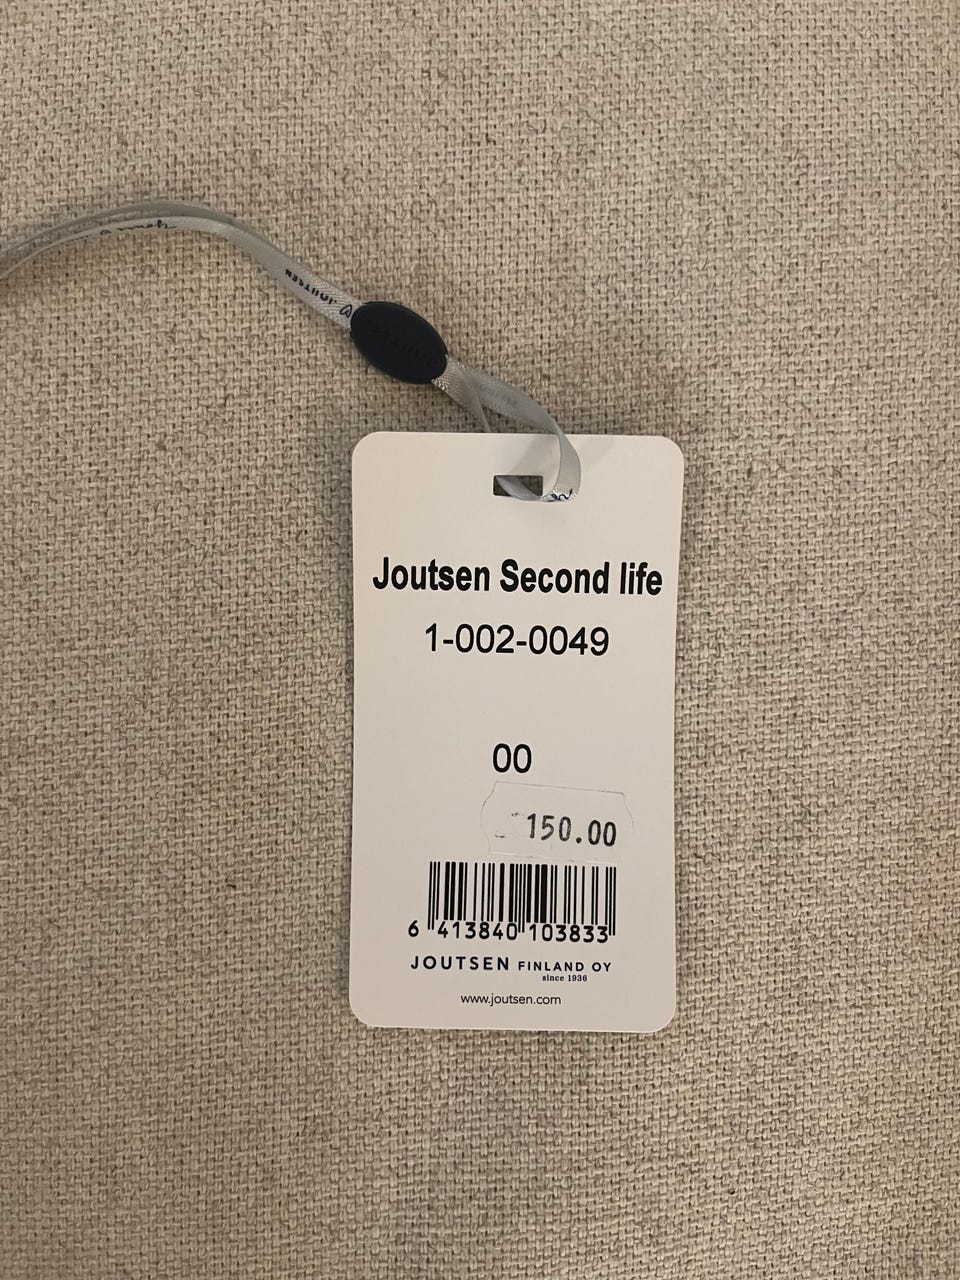 JOUTSEN
Joutsen Second life
1-002-0049
00
150.00
6 413840 103833
JOUTSEN FINLAND OY
since 1936
www.joutsen.com